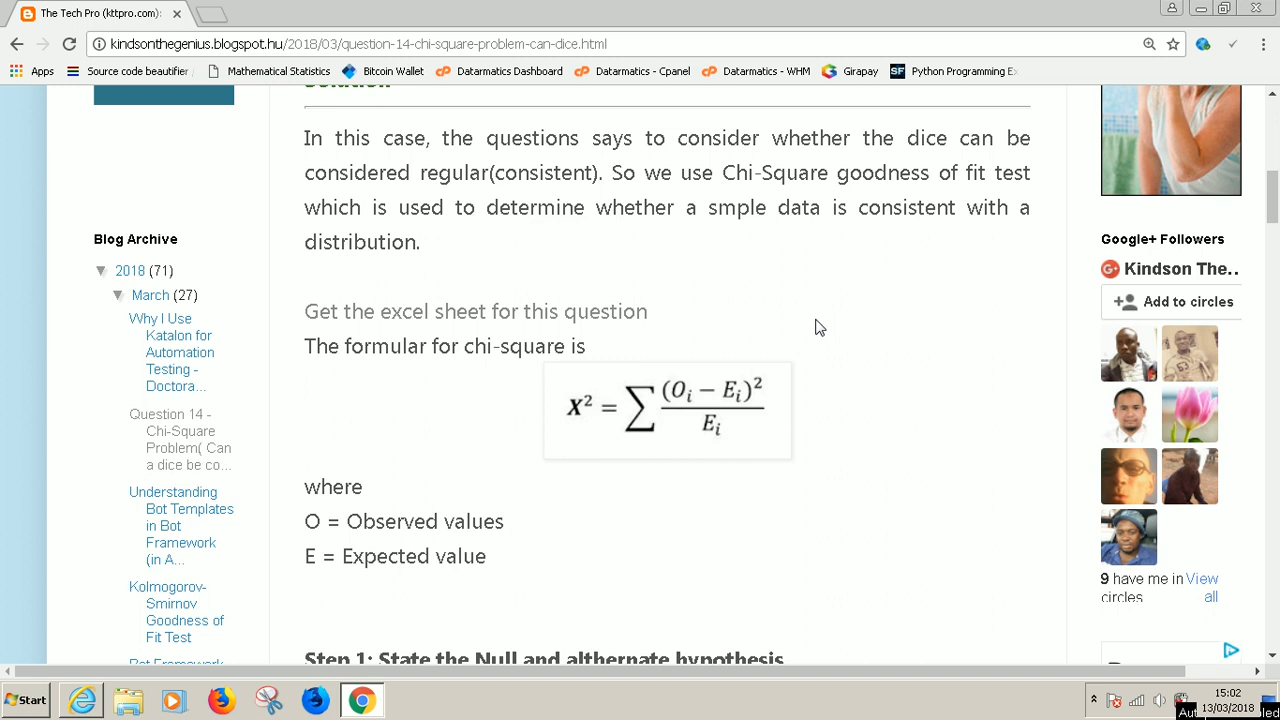 The Tech Pro (kttpro.com):
kindsonthegenius.blogspot.hu/2018/03/question-14-chi-square-problem-can-dice.html
Apps Source code beautifier Mathematical Statistics Bitcoin Wallet Datarmatics Dashboard Datarmatics - Cpanel Datarmatics - WHM Girapay SF Python Programming Ex
Solution
In this case, the questions says to consider whether the dice can be
considered regular(consistent). So we use Chi-Square goodness of fit test
which is used to determine whether a smple data is consistent with a
distribution.
Get the excel sheet for this question
The formular for chi-square is
X² = ∑ (Oᵢ − Eᵢ)² / Eᵢ
where
O = Observed values
E = Expected value
Step 1: State the Null and althernate hypothesis
Blog Archive
▼ 2018 (71)
▼ March (27)
Why I Use
Katalon for
Automation
Testing -
Doctora...
Question 14 -
Chi-Square
Problem( Can
a dice be co...
Understanding
Bot Templates
in Bot
Framework
(in A...
Kolmogorov-
Smirnov
Goodness of
Fit Test
Bot Framework
Google+ Followers
Kindson The..
Add to circles
9 have me in View
circles all
Start
15:02
13/03/2018